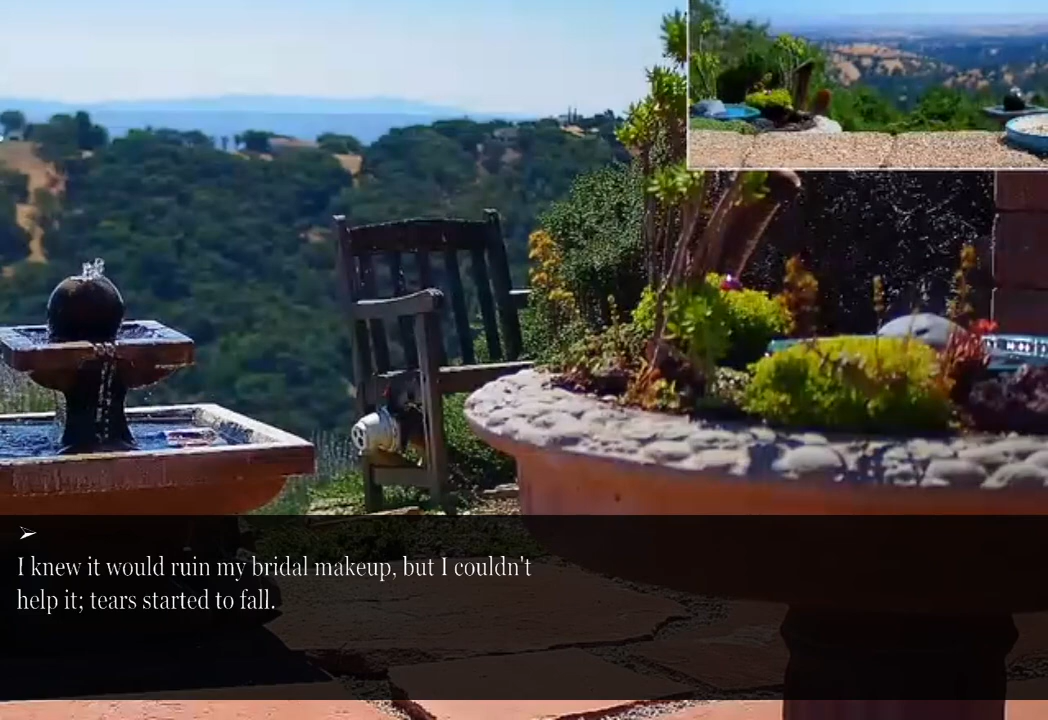 I knew it would ruin my bridal makeup, but I couldn't
help it; tears started to fall.